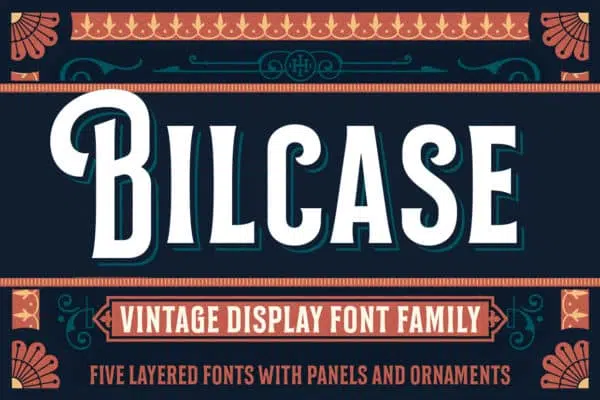 BILCASE
VINTAGE DISPLAY FONT FAMILY
FIVE LAYERED FONTS WITH PANELS AND ORNAMENTS